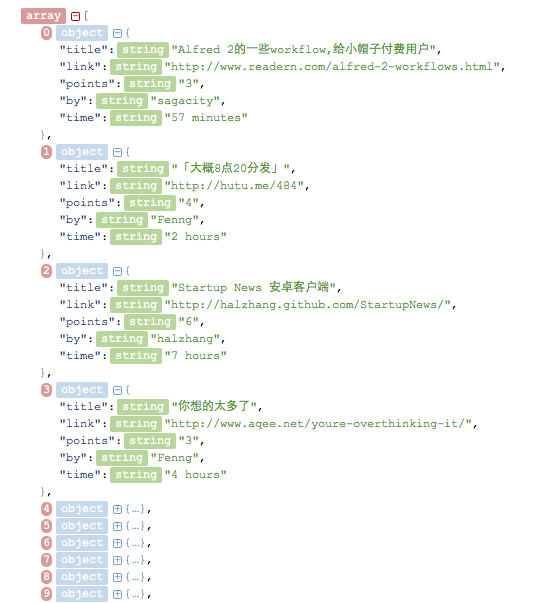 array [
0 object {
"title": string "Alfred 2的一些workflow,给小帽子付费用户",
"link": string "http://www.readern.com/alfred-2-workflows.html",
"points": string "3",
"by": string "sagacity",
"time": string "57 minutes"
},
1 object {
"title": string "「大概8点20分发」",
"link": string "http://hutu.me/484",
"points": string "4",
"by": string "Fenng",
"time": string "2 hours"
},
2 object {
"title": string "Startup News 安卓客户端",
"link": string "http://halzhang.github.com/StartupNews/",
"points": string "6",
"by": string "halzhang",
"time": string "7 hours"
},
3 object {
"title": string "你想的太多了",
"link": string "http://www.aqee.net/youre-overthinking-it/",
"points": string "3",
"by": string "Fenng",
"time": string "4 hours"
},
4 object {…},
5 object {…},
6 object {…},
7 object {…},
8 object {…},
9 object {…},